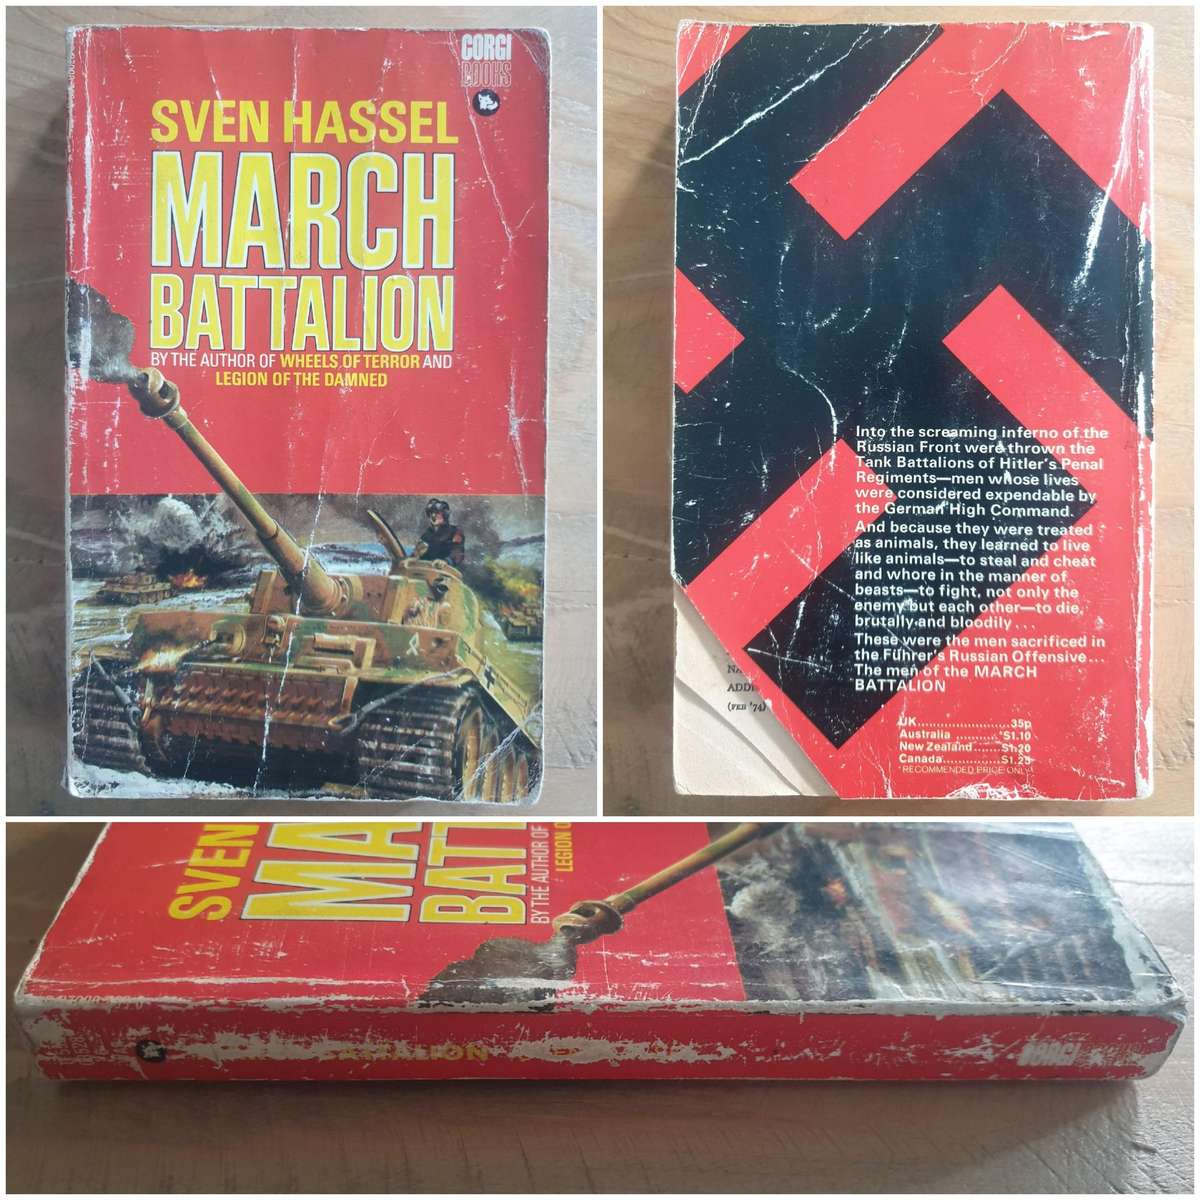 CORGI
BOOKS
SVEN HASSEL
MARCH
BATTALION
BY THE AUTHOR OF WHEELS OF TERROR AND
LEGION OF THE DAMNED
Into the screaming inferno of the
Russian Front were thrown the
Tank Battalions of Hitler's Penal
Regiments—men whose lives
were considered expendable by
the German High Command.
And because they were treated
as animals, they learned to live
like animals—to steal and cheat
and whore in the manner of
beasts—to fight, not only the
enemy but each other—to die,
brutally and bloodily ...
These were the men sacrificed in
the Führer's Russian Offensive...
The men of the MARCH
BATTALION
UK......................35p
Australia ..........*$1.10
New Zealand.......$1.20
Canada..............$1.25
*RECOMMENDED PRICE ONLY
NA
ADD
(FEB '74)
SVEN
MA
BAT
BY THE AUTHOR OF
LEGION O
BATTALION
CORGI